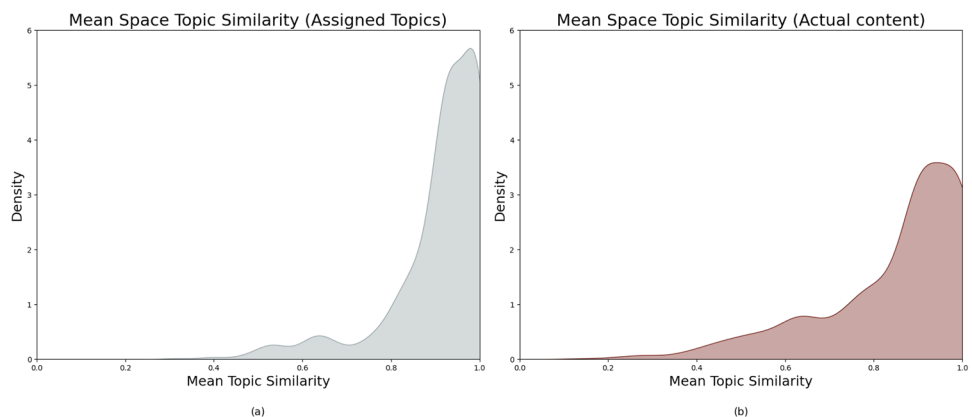 Mean Space Topic Similarity (Assigned Topics)
6
5
4
3
2
1
0
Density
0.0 0.2 0.4 0.6 0.8 1.0
Mean Topic Similarity
(a)
Mean Space Topic Similarity (Actual content)
6
5
4
3
2
1
0
Density
0.0 0.2 0.4 0.6 0.8 1.0
Mean Topic Similarity
(b)